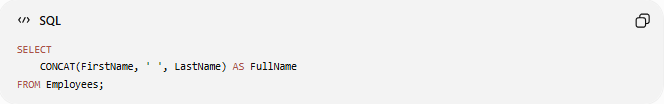 </> SQL
SELECT
    CONCAT(FirstName, ' ', LastName) AS FullName
FROM Employees;